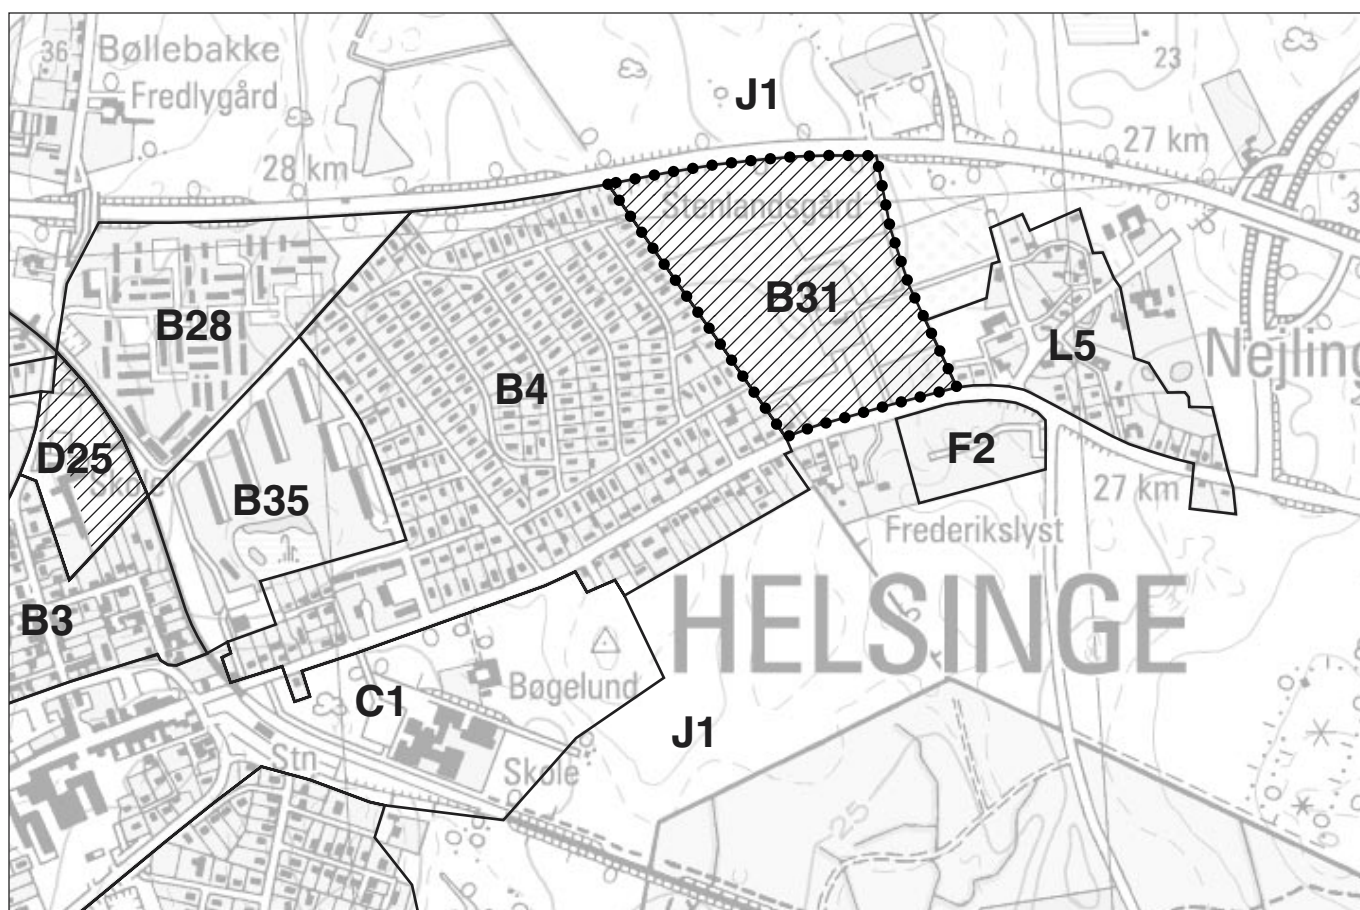 36
Bøllebakke
Fredlygård
J1
23
28 km
27 km
3
Stenlandsgård
B28
B31
L5
Nejling
B4
D25
Skole
B35
F2
27 km
Frederikslyst
HELSINGE
B3
Bøgelund
C1
J1
Stn
Skole
25